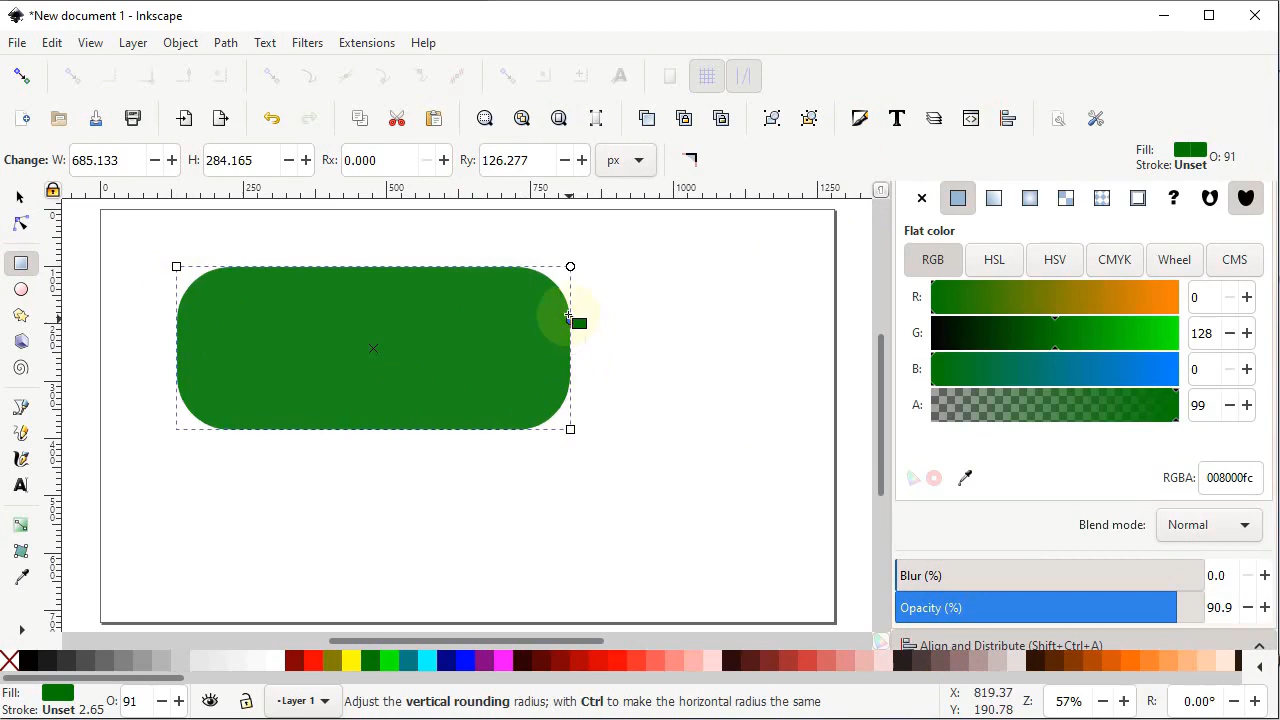 *New document 1 - Inkscape
File Edit View Layer Object Path Text Filters Extensions Help
Change: W: 685.133 H: 284.165 Rx: 0.000 Ry: 126.277 px
Fill:
Stroke: Unset O: 91
0 250 500 750 1000 1250
Flat color
RGB HSL HSV CMYK Wheel CMS
R: 0
G: 128
B: 0
A: 99
RGBA: 008000fc
Blend mode: Normal
Blur (%) 0.0
Opacity (%) 90.9
Align and Distribute (Shift+Ctrl+A)
Fill:
Stroke: Unset 2.65 O: 91 Layer 1 Adjust the vertical rounding radius; with Ctrl to make the horizontal radius the same X: 819.37 Y: 190.78 Z: 57% R: 0.00°